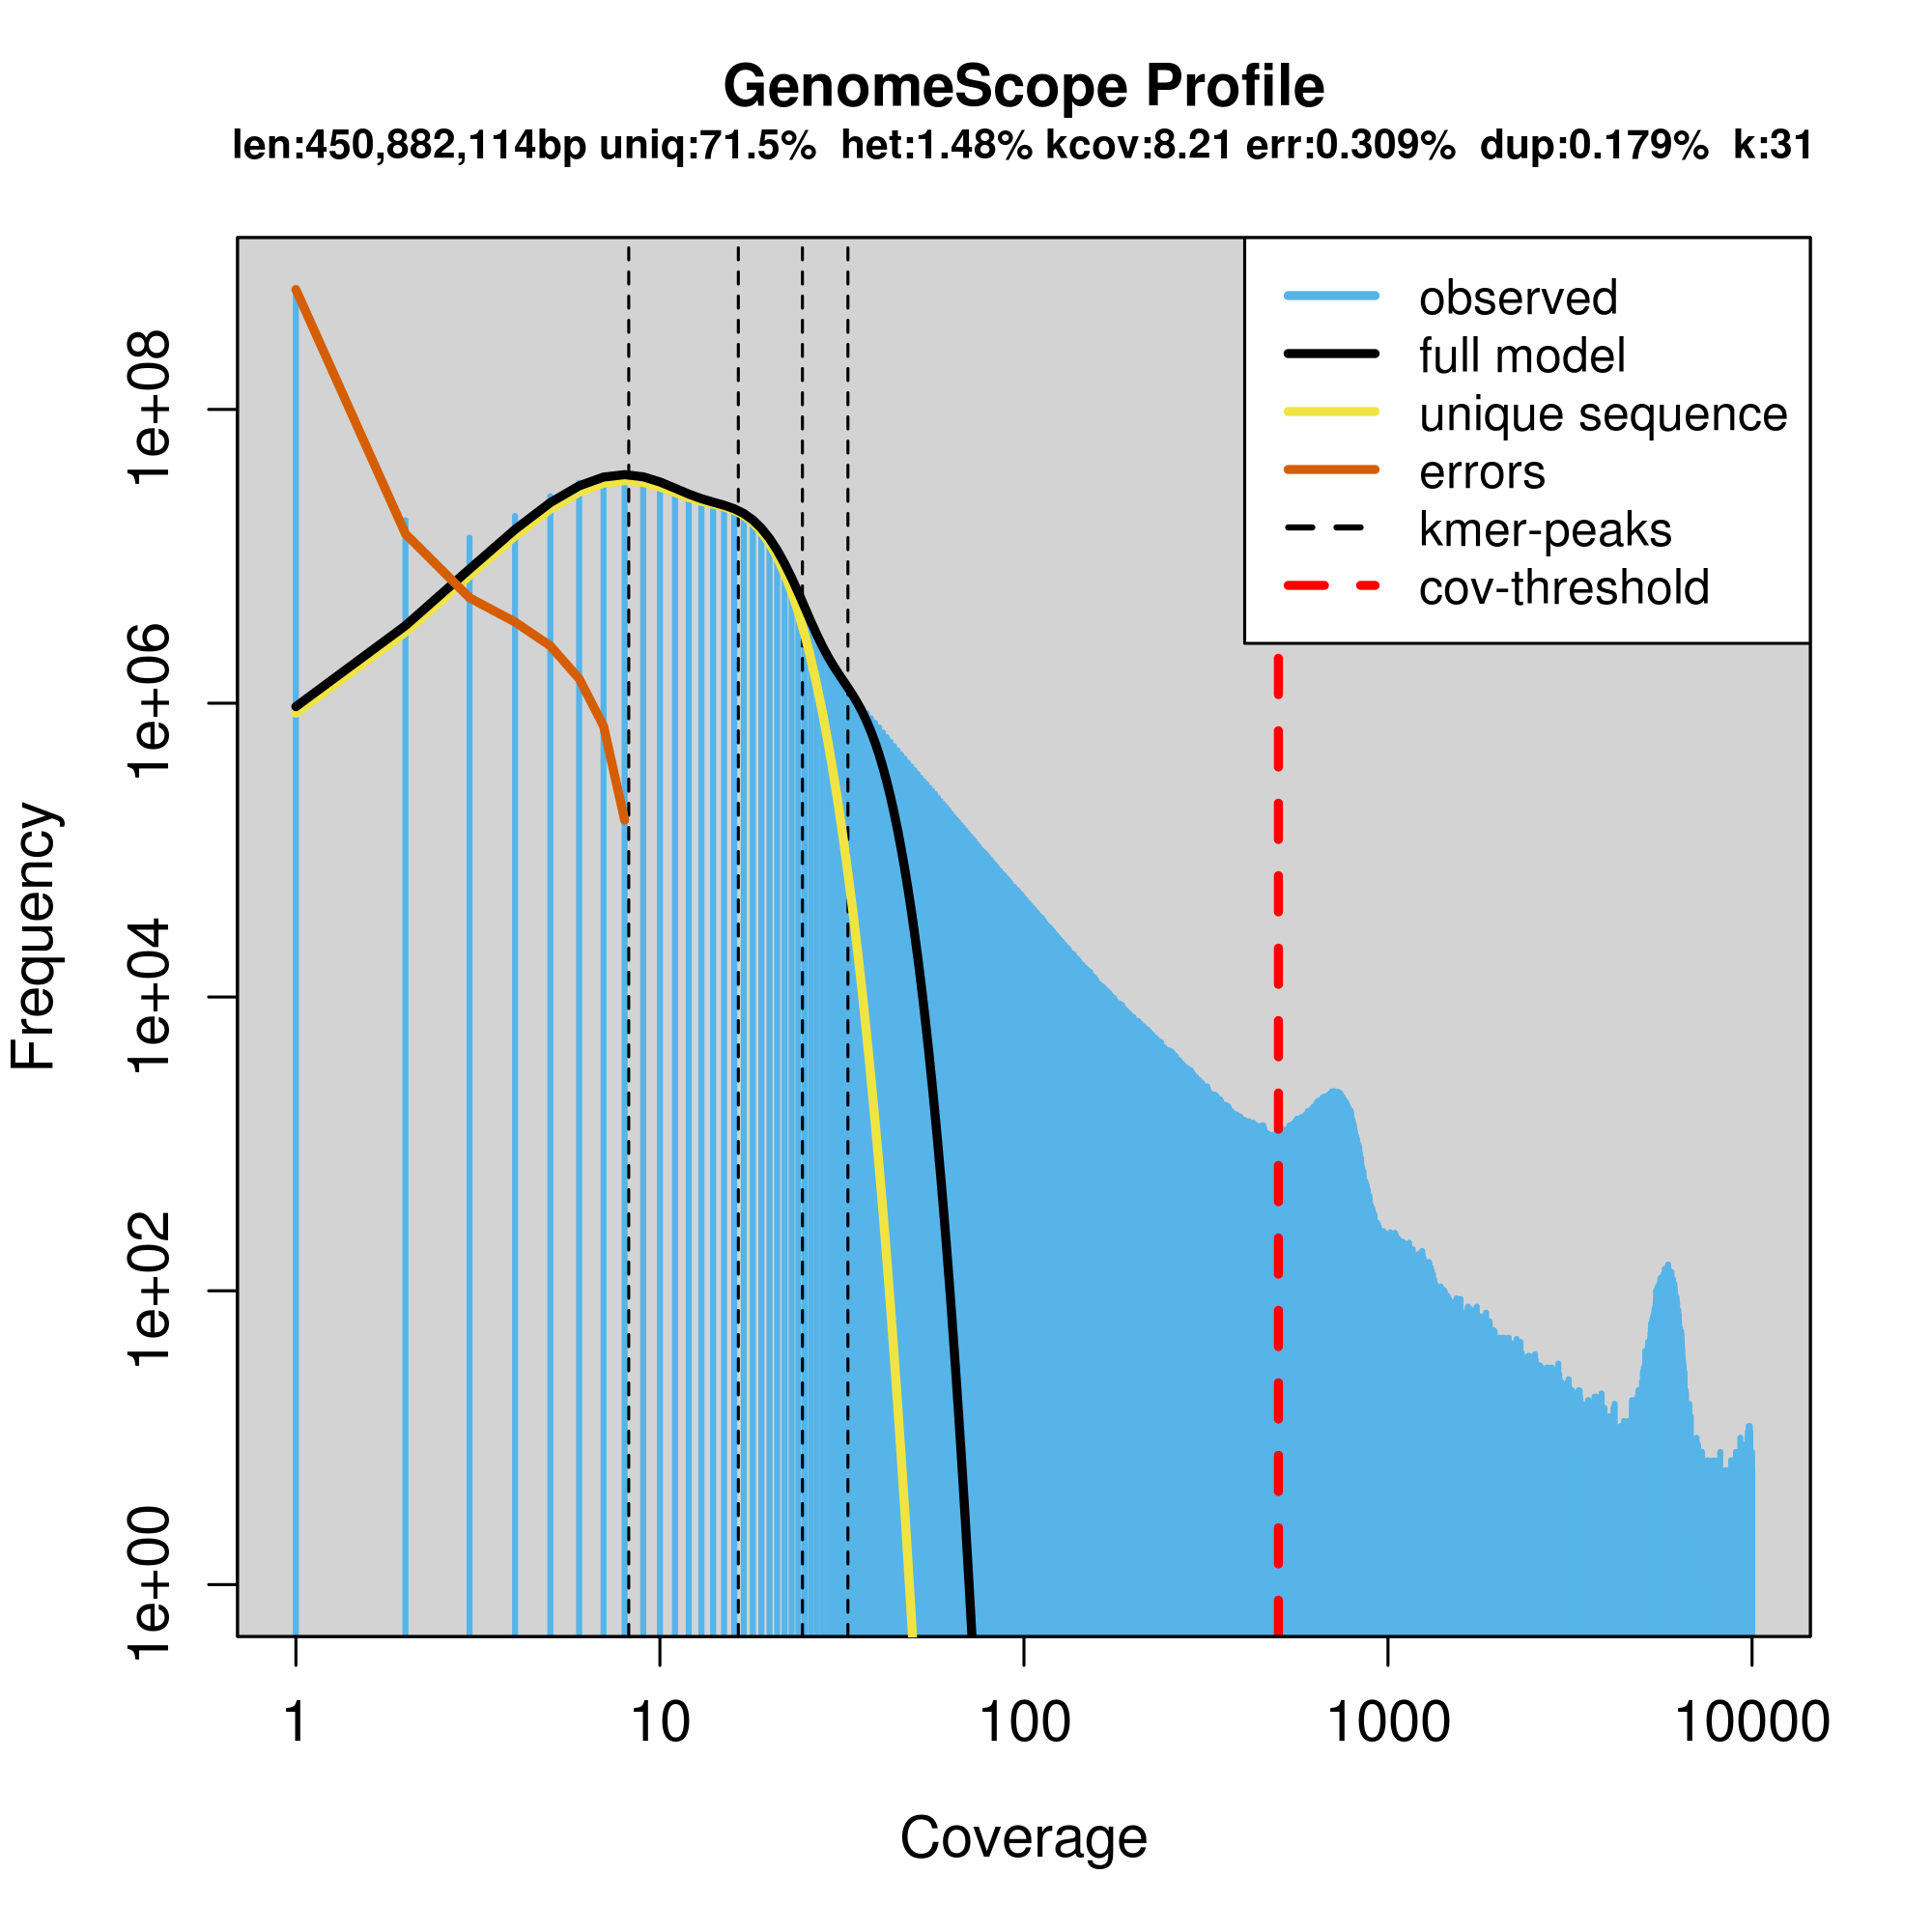 GenomeScope Profile
len:450,882,114bp uniq:71.5% het:1.48% kcov:8.21 err:0.309% dup:0.179% k:31
observed
full model
unique sequence
errors
kmer-peaks
cov-threshold
Frequency
1e+08
1e+06
1e+04
1e+02
1e+00
1 10 100 1000 10000
Coverage